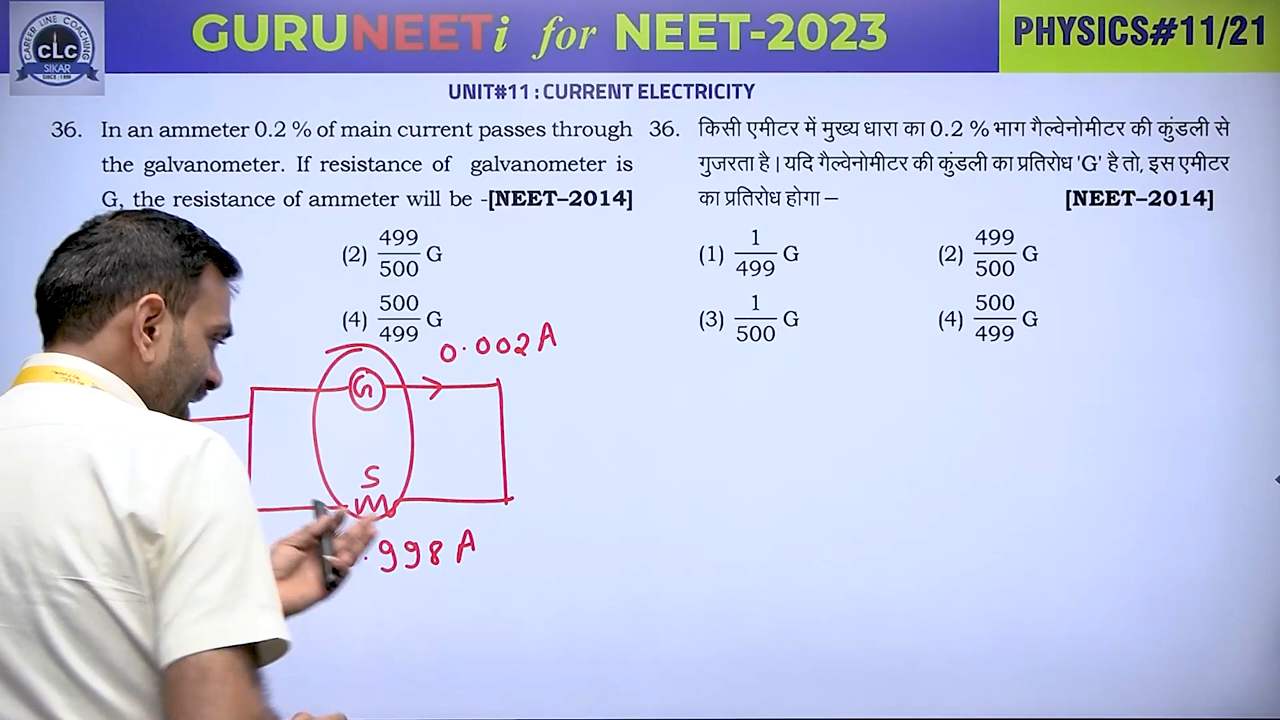 CAREER LINE COACHING
CLC
SIKAR
SINCE : 1996
GURUNEETi for NEET-2023
PHYSICS#11/21
UNIT#11 : CURRENT ELECTRICITY
36. In an ammeter 0.2 % of main current passes through
the galvanometer. If resistance of galvanometer is
G, the resistance of ammeter will be -[NEET–2014]
(2) 499/500 G
(4) 500/499 G
36. किसी एमीटर में मुख्य धारा का 0.2 % भाग गैल्वेनोमीटर की कुंडली से
गुजरता है। यदि गैल्वेनोमीटर की कुंडली का प्रतिरोध 'G' है तो, इस एमीटर
का प्रतिरोध होगा – [NEET–2014]
(1) 1/499 G (2) 499/500 G
(3) 1/500 G (4) 500/499 G
0.002 A
G
S
.998 A